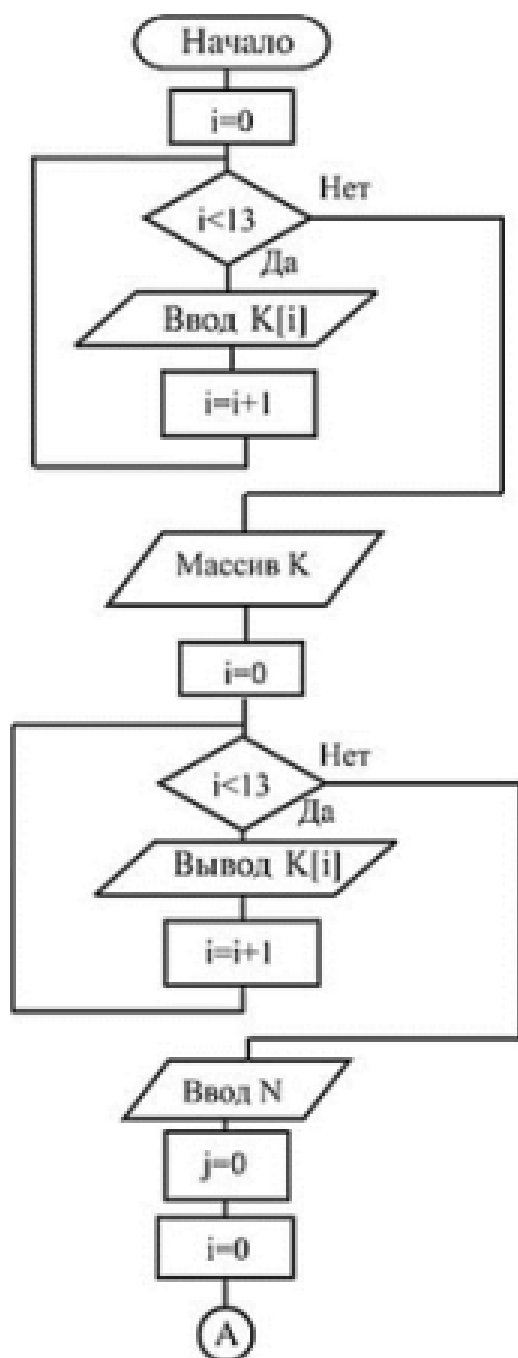 Начало
i=0
Нет
i<13
Да
Ввод K[i]
i=i+1
Массив K
i=0
Нет
i<13
Да
Вывод K[i]
i=i+1
Ввод N
j=0
i=0
A